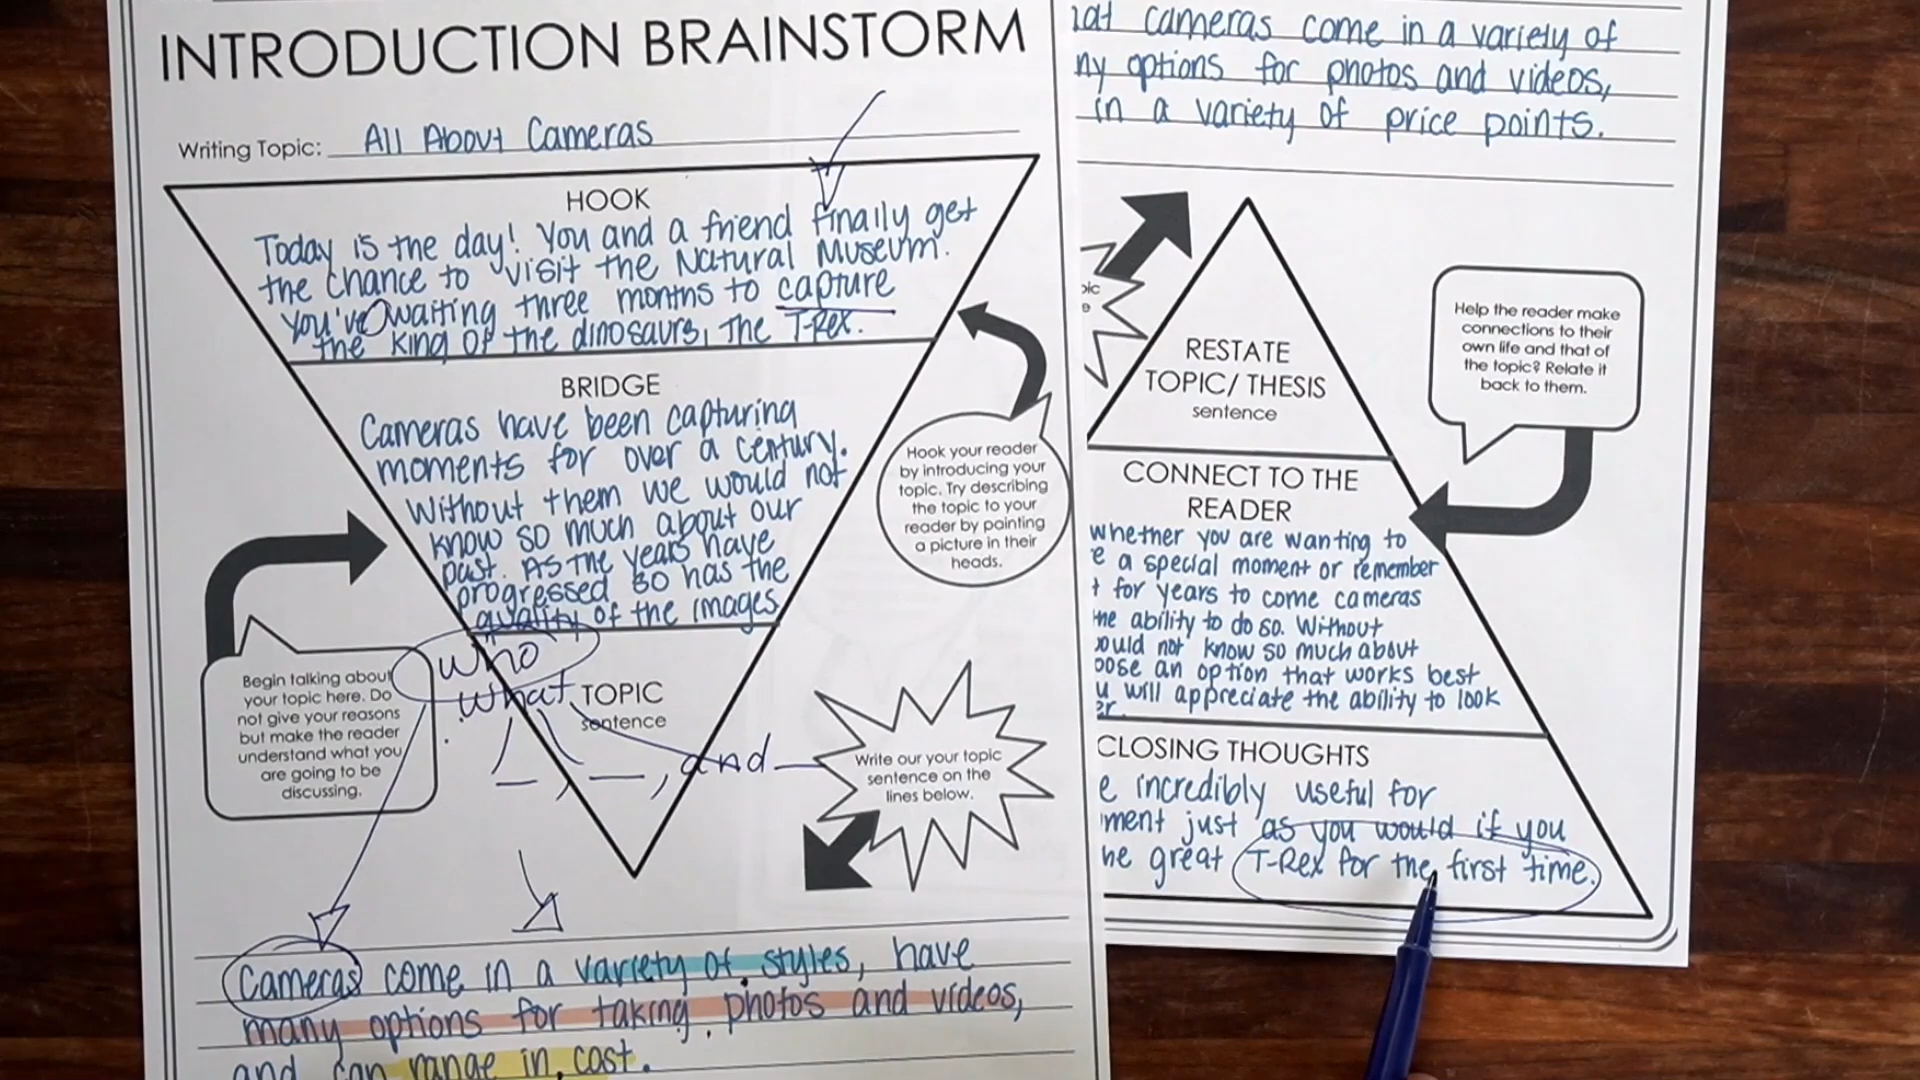 INTRODUCTION BRAINSTORM
Writing Topic: All About Cameras
HOOK
Today is the day! You and a friend finally get
the chance to visit the Natural Museum.
You've waiting three months to capture
the king of the dinosaurs, the T-Rex.
BRIDGE
Cameras have been capturing
moments for over a century.
Without them we would not
know so much about our
past. As the years have
progressed so has the
quality of the images
Who
What
TOPIC
sentence
and
Hook your reader
by introducing your
topic. Try describing
the topic to your
reader by painting
a picture in their
heads.
Begin talking about
your topic here. Do
not give your reasons
but make the reader
understand what you
are going to be
discussing.
Write our your topic
sentence on the
lines below.
Cameras come in a variety of styles, have
many options for taking photos and videos,
and can range in cost.
cameras come in a variety of
options for photos and videos,
in a variety of price points.
RESTATE
TOPIC/ THESIS
sentence
Help the reader make
connections to their
own life and that of
the topic? Relate it
back to them.
CONNECT TO THE
READER
whether you are wanting to
a special moment or remember
for years to come cameras
ability to do so. Without
not know so much about
an option that works best
will appreciate the ability to look
CLOSING THOUGHTS
incredibly useful for
just as you would if you
great T-Rex for the first time.